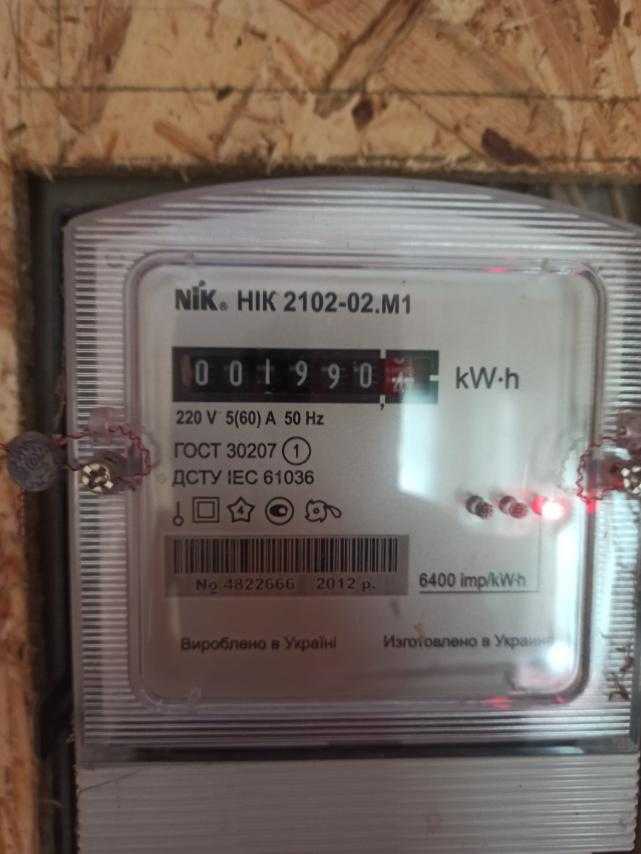 NiK® НІК 2102-02.М1
001990, kW·h
220 V 5(60) A 50 Hz
ГОСТ 30207 1
ДСТУ IEC 61036
4
No 4822666 2012 р.
6400 imp/kW·h
Вироблено в Україні Изготовлено в Украине